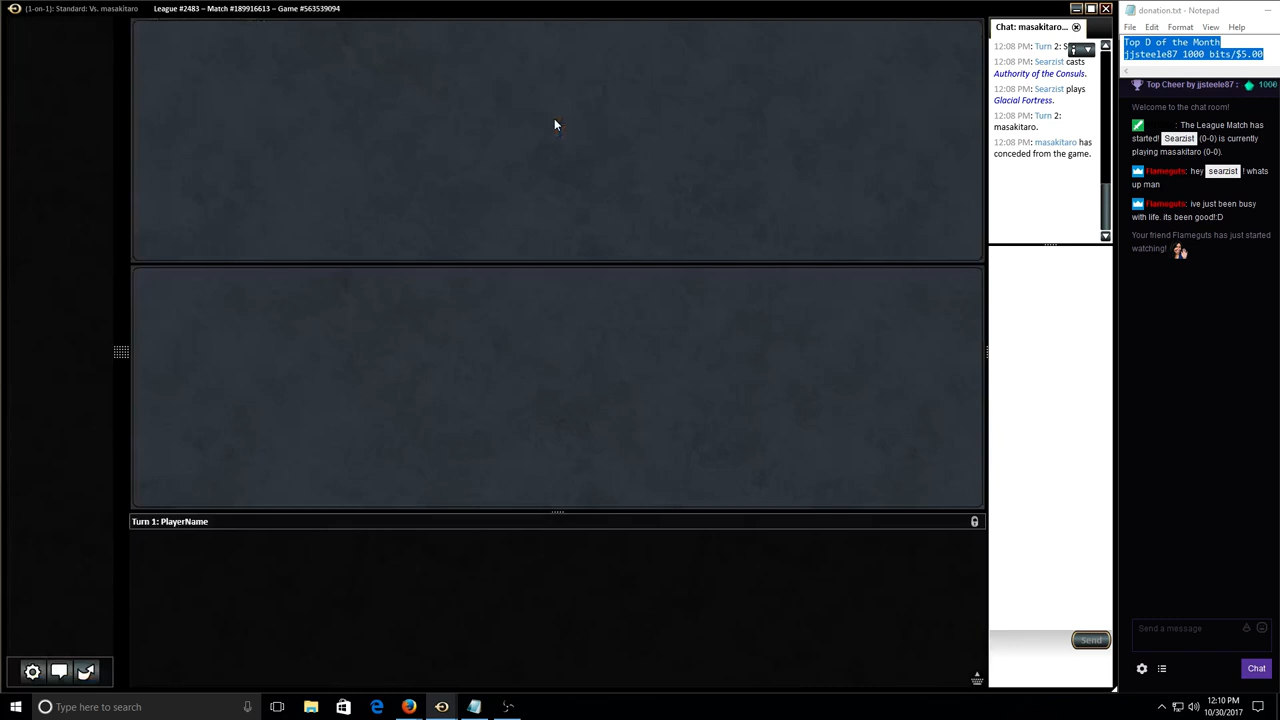 (1-on-1): Standard: Vs. masakitaro
League #2483 – Match #189916613 – Game #563539094
Chat: masakitaro...
12:08 PM: Turn 2: S
12:08 PM: Searzist casts
Authority of the Consuls.
12:08 PM: Searzist plays
Glacial Fortress.
12:08 PM: Turn 2:
masakitaro.
12:08 PM: masakitaro has
conceded from the game.
Send
Turn 1: PlayerName
donation.txt - Notepad
File Edit Format View Help
Top D of the Month
jjsteele87 1000 bits/$5.00
Top Cheer by jjsteele87 : 1000
Welcome to the chat room!
: The League Match has
started! Searzist (0-0) is currently
playing masakitaro (0-0).
Flameguts: hey searzist ! whats
up man
Flameguts: ive just been busy
with life. its been good!:D
Your friend Flameguts has just started
watching!
Send a message
Chat
Type here to search
12:10 PM
10/30/2017